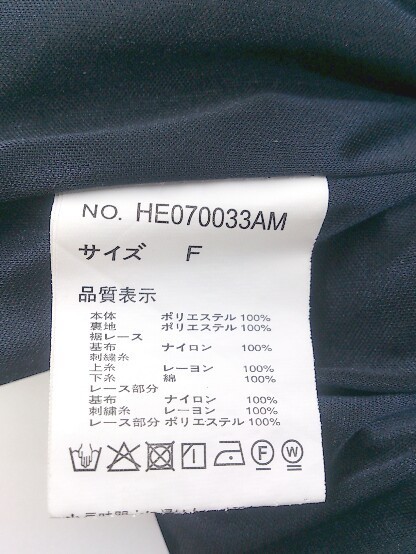 NO. HE070033AM
サイズ F
品質表示
本体 ポリエステル 100%
裏地 ポリエステル 100%
裾レース
基布 ナイロン 100%
刺繍糸
上糸 レーヨン 100%
下糸 綿 100%
レース部分
基布 ナイロン 100%
刺繍糸 レーヨン 100%
レース部分 ポリエステル 100%
F W